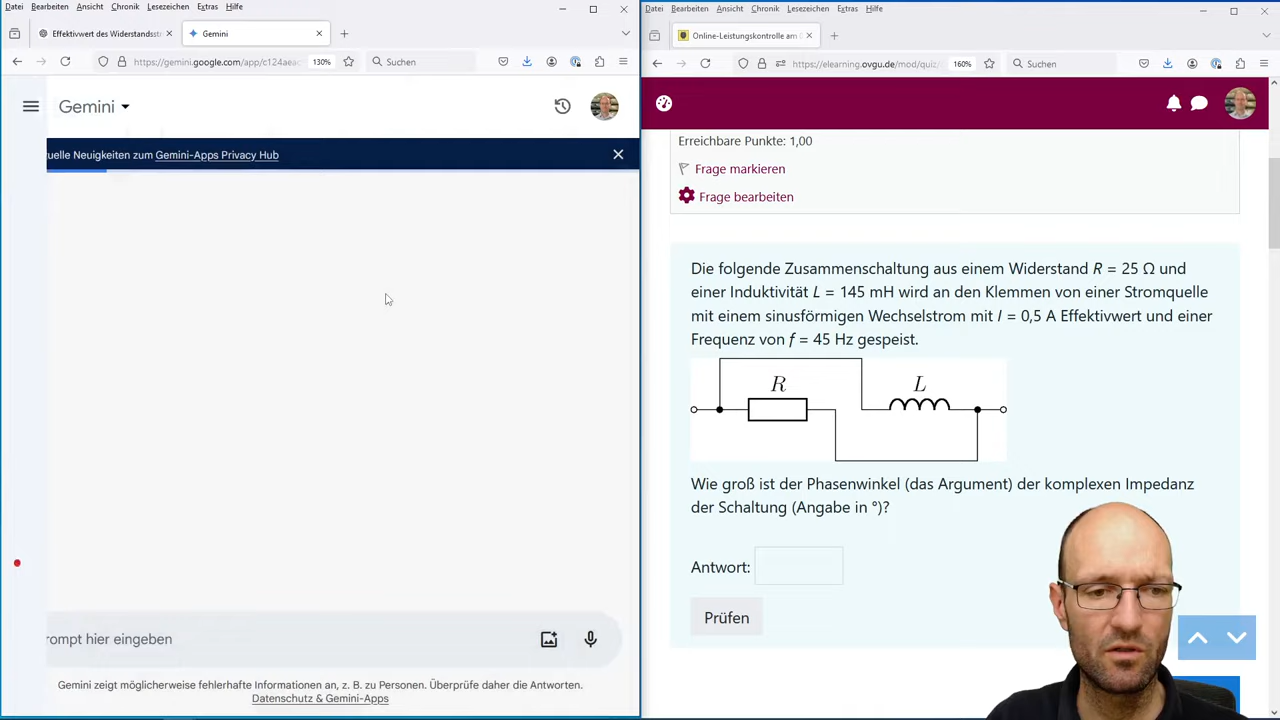 Datei Bearbeiten Ansicht Chronik Lesezeichen Extras Hilfe
Effektivwert des Widerstandsst
Gemini
https://gemini.google.com/app/c124aeac
130%
Suchen
Gemini
tuelle Neuigkeiten zum Gemini-Apps Privacy Hub
rompt hier eingeben
Gemini zeigt möglicherweise fehlerhafte Informationen an, z. B. zu Personen. Überprüfe daher die Antworten.
Datenschutz & Gemini-Apps
Datei Bearbeiten Ansicht Chronik Lesezeichen Extras Hilfe
Online-Leistungskontrolle am
https://elearning.ovgu.de/mod/quiz/
160%
Suchen
Erreichbare Punkte: 1,00
Frage markieren
Frage bearbeiten
Die folgende Zusammenschaltung aus einem Widerstand R = 25 Ω und
einer Induktivität L = 145 mH wird an den Klemmen von einer Stromquelle
mit einem sinusförmigen Wechselstrom mit I = 0,5 A Effektivwert und einer
Frequenz von f = 45 Hz gespeist.
R L
Wie groß ist der Phasenwinkel (das Argument) der komplexen Impedanz
der Schaltung (Angabe in °)?
Antwort:
Prüfen